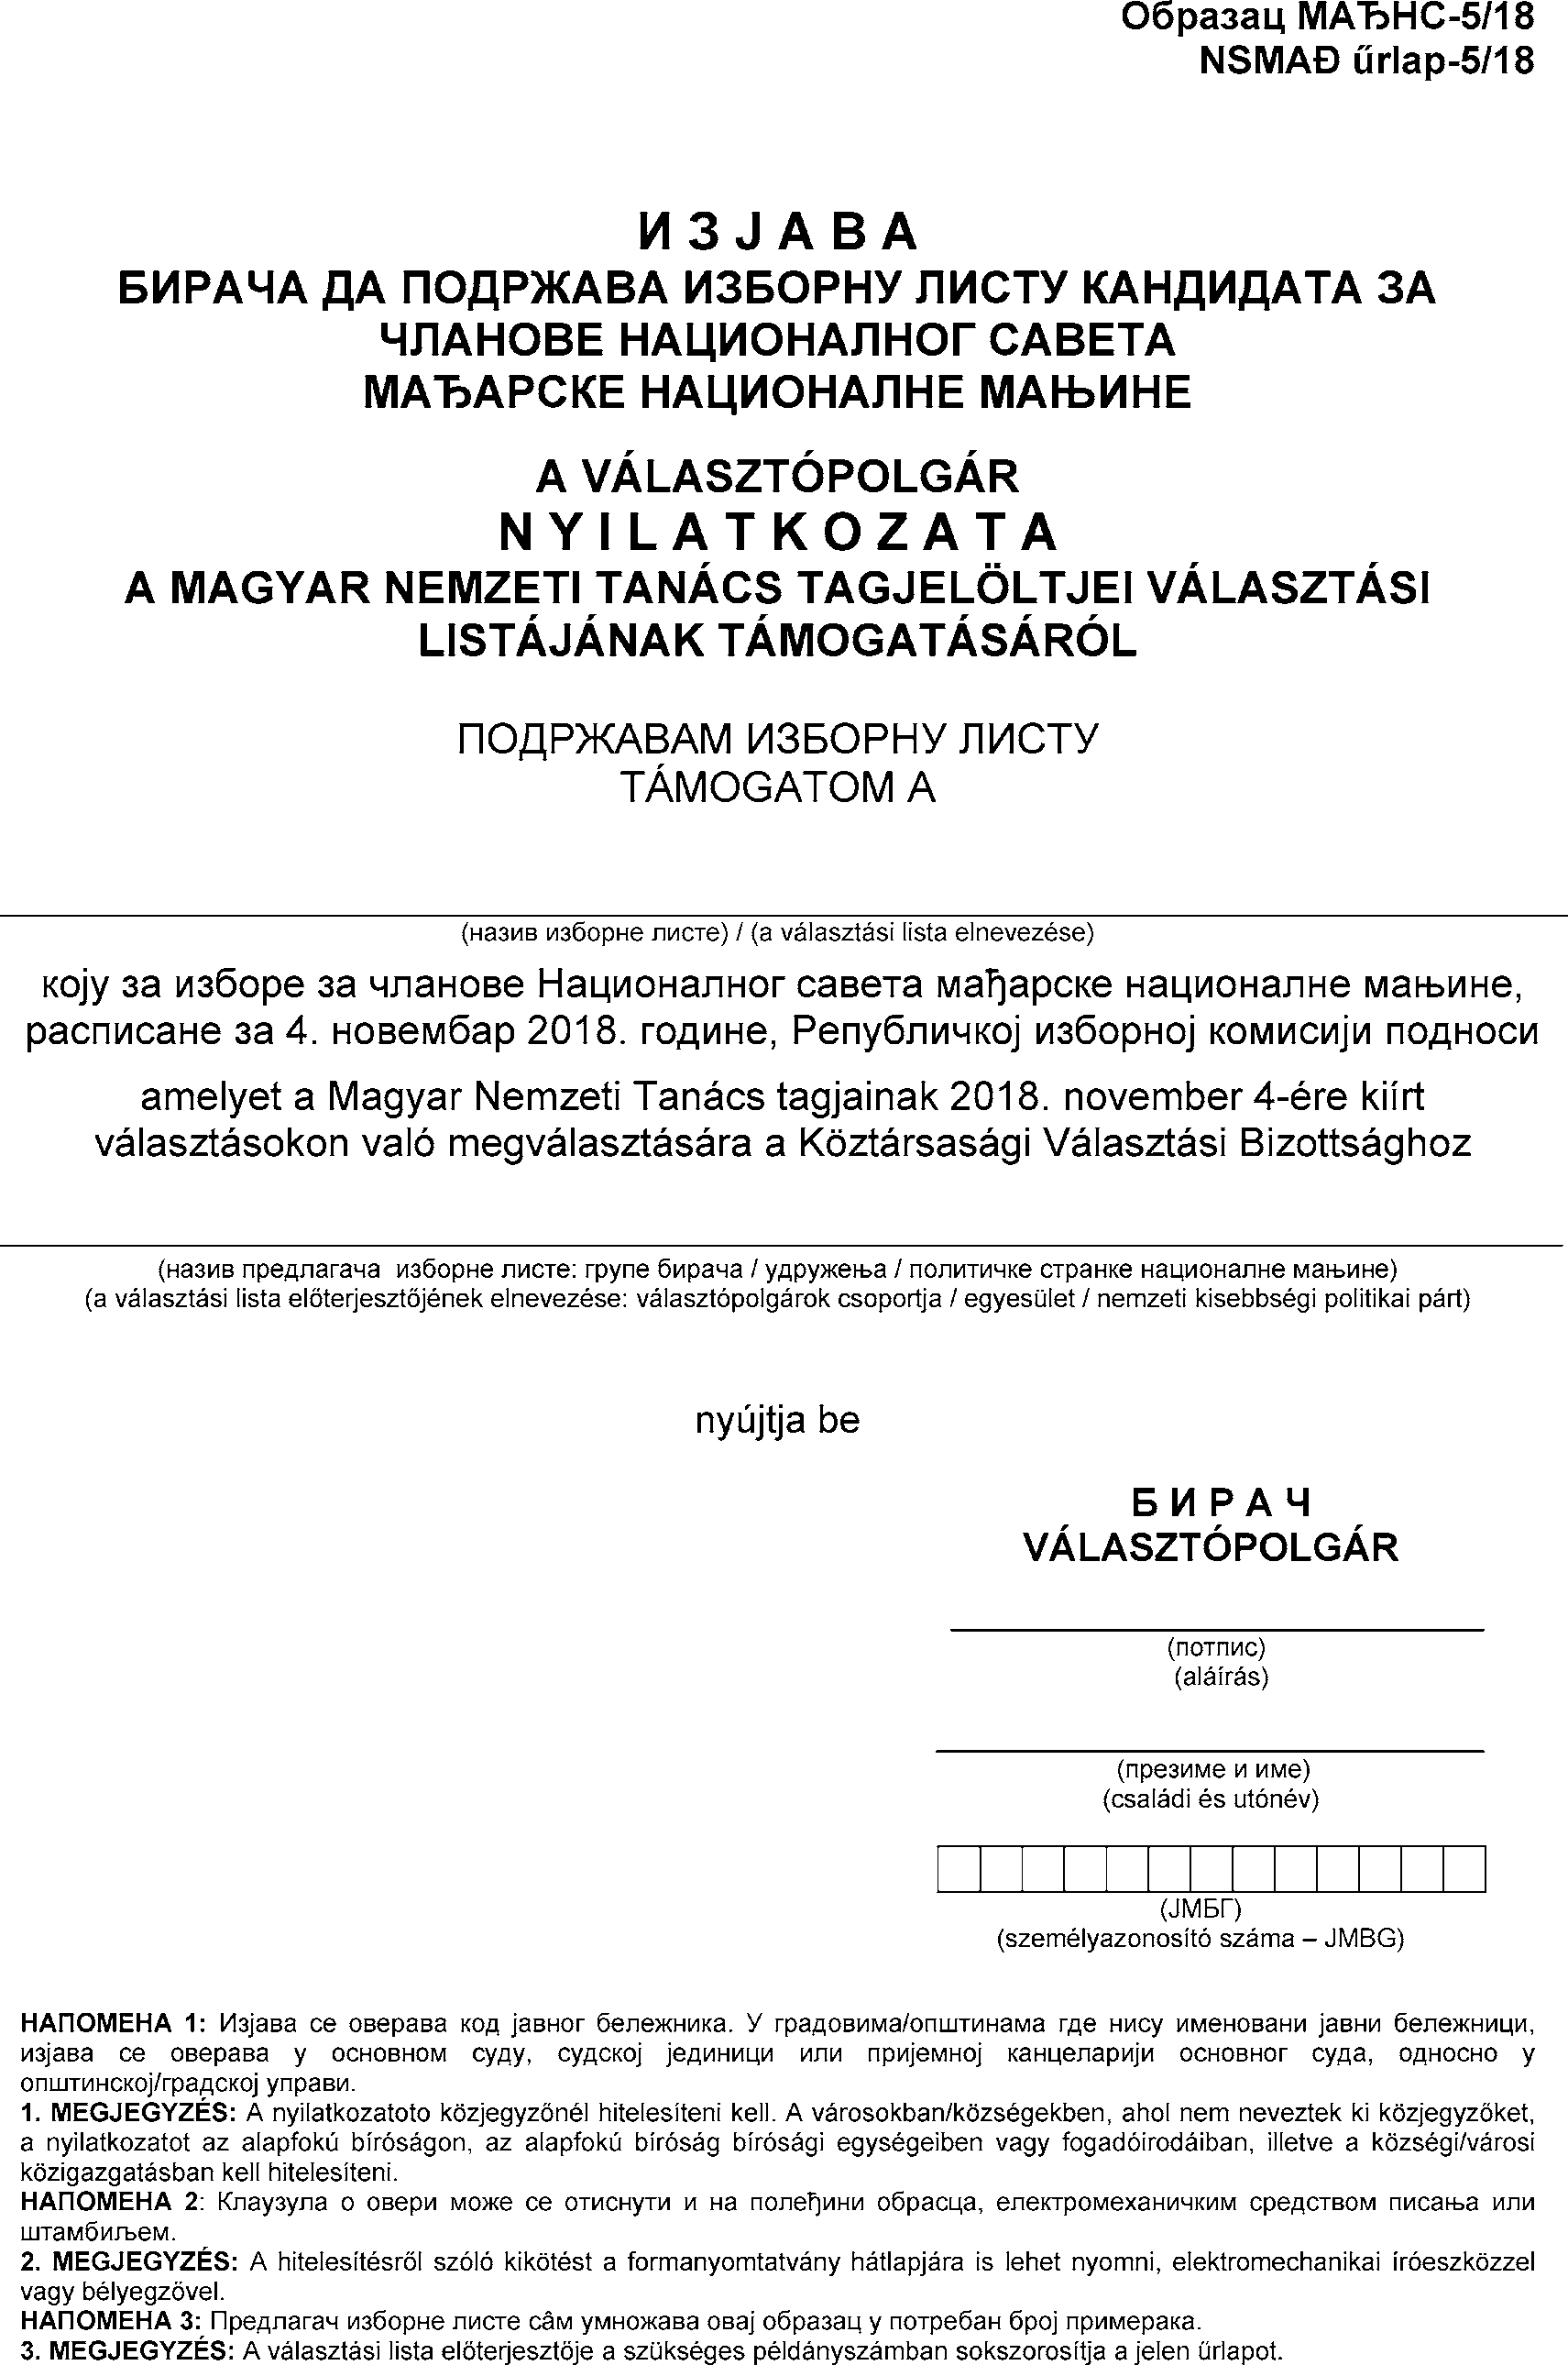 Образац МАЂНС-5/18
NSMAĐ űrlap-5/18
И З Ј А В А
БИРАЧА ДА ПОДРЖАВА ИЗБОРНУ ЛИСТУ КАНДИДАТА ЗА
ЧЛАНОВЕ НАЦИОНАЛНОГ САВЕТА
МАЂАРСКЕ НАЦИОНАЛНЕ МАЊИНЕ
A VÁLASZTÓPOLGÁR
N Y I L A T K O Z A T A
A MAGYAR NEMZETI TANÁCS TAGJELÖLTJEI VÁLASZTÁSI
LISTÁJÁNAK TÁMOGATÁSÁRÓL
ПОДРЖАВАМ ИЗБОРНУ ЛИСТУ
TÁMOGATOM A
(назив изборне листе) / (a választási lista elnevezése)
коју за изборе за чланове Националног савета мађарске националне мањине,
расписане за 4. новембар 2018. године, Републичкој изборној комисији подноси
amelyet a Magyar Nemzeti Tanács tagjainak 2018. november 4-ére kiírt
választásokon való megválasztására a Köztársasági Választási Bizottsághoz
(назив предлагача изборне листе: групе бирача / удружења / политичке странке националне мањине)
(a választási lista előterjesztőjének elnevezése: választópolgárok csoportja / egyesület / nemzeti kisebbségi politikai párt)
nyújtja be
Б И Р А Ч
VÁLASZTÓPOLGÁR
(потпис)
(aláírás)
(презиме и име)
(családi és utónév)
(ЈМБГ)
(személyazonosító száma – JMBG)
НАПОМЕНА 1: Изјава се оверава код јавног бележника. У градовима/општинама где нису именовани јавни бележници,
изјава се оверава у основном суду, судској јединици или пријемној канцеларији основног суда, односно у
општинској/градској управи.
1. MEGJEGYZÉS: A nyilatkozatoto közjegyzőnél hitelesíteni kell. A városokban/községekben, ahol nem neveztek ki közjegyzőket,
a nyilatkozatot az alapfokú bíróságon, az alapfokú bíróság bírósági egységeiben vagy fogadóirodáiban, illetve a községi/városi
közigazgatásban kell hitelesíteni.
НАПОМЕНА 2: Клаузула о овери може се отиснути и на полеђини обрасца, електромеханичким средством писања или
штамбиљем.
2. MEGJEGYZÉS: A hitelesítésről szóló kikötést a formanyomtatvány hátlapjára is lehet nyomni, elektromechanikai íróeszközzel
vagy bélyegzővel.
НАПОМЕНА 3: Предлагач изборне листе сâм умножава овај образац у потребан број примерака.
3. MEGJEGYZÉS: A választási lista előterjesztője a szükséges példányszámban sokszorosítja a jelen űrlapot.